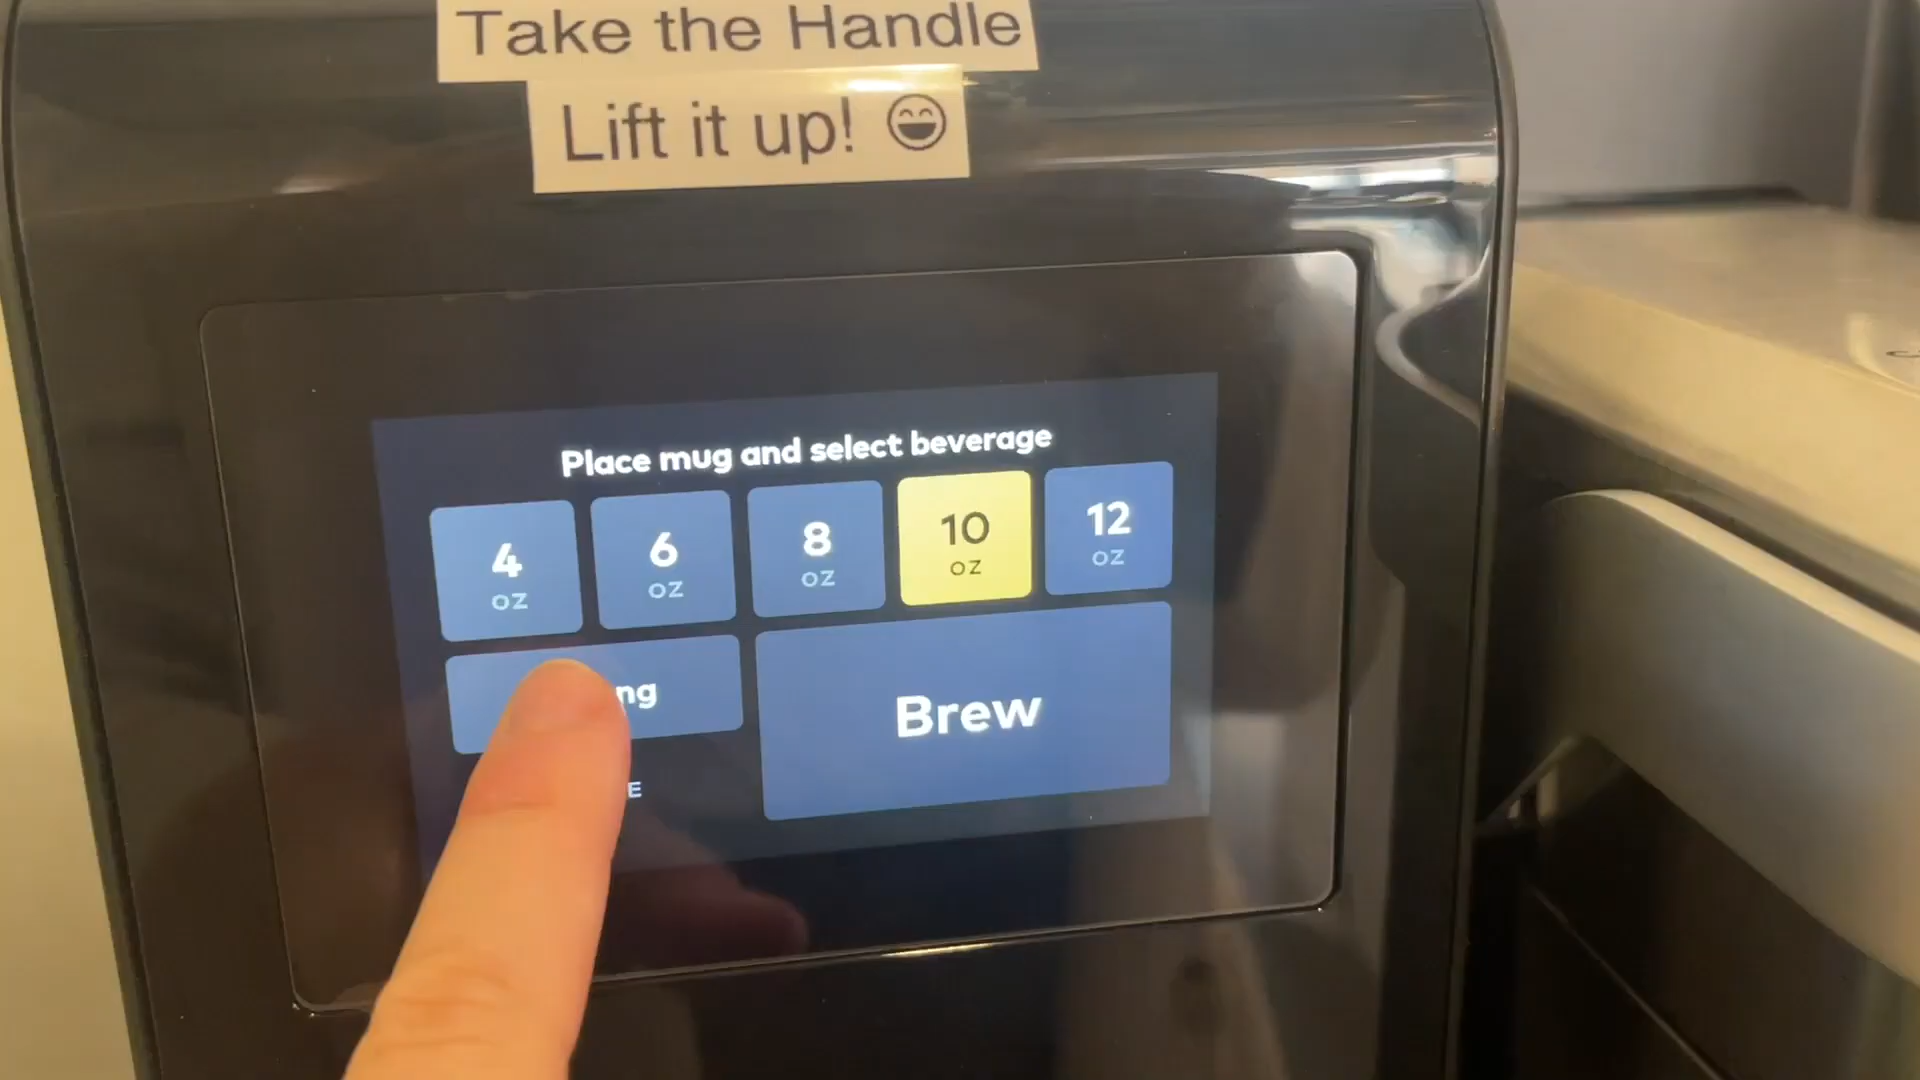 Take the Handle
Lift it up! 😄
Place mug and select beverage
4 oz
6 oz
8 oz
10 oz
12 oz
Brew